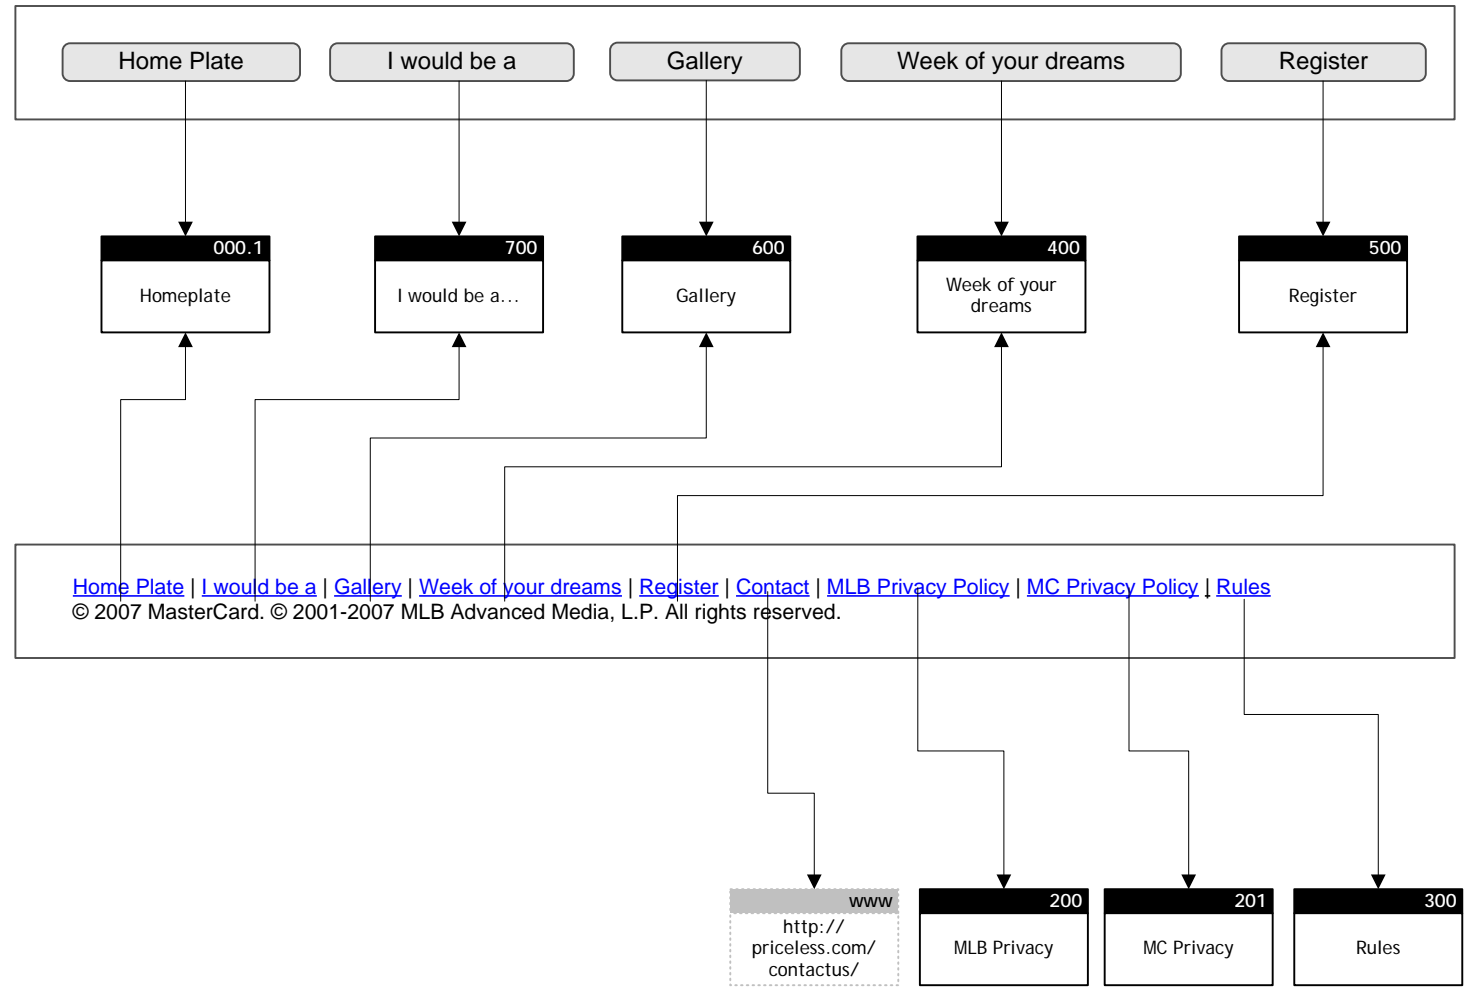 Home Plate
I would be a
Gallery
Week of your dreams
Register
000.1
Homeplate
700
I would be a...
600
Gallery
400
Week of your
dreams
500
Register
Home Plate | I would be a | Gallery | Week of your dreams | Register | Contact | MLB Privacy Policy | MC Privacy Policy | Rules
© 2007 MasterCard. © 2001-2007 MLB Advanced Media, L.P. All rights reserved.
www
http://
priceless.com/
contactus/
200
MLB Privacy
201
MC Privacy
300
Rules